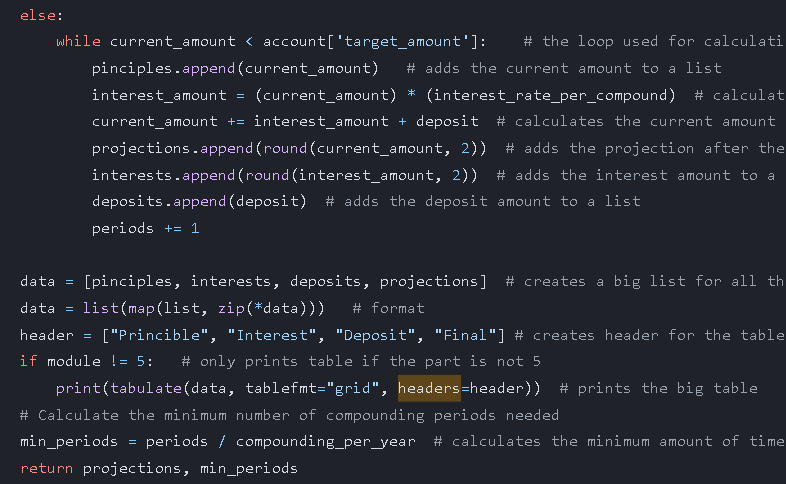 else:
    while current_amount < account['target_amount']:    # the loop used for calculati
        pinciples.append(current_amount)   # adds the current amount to a list
        interest_amount = (current_amount) * (interest_rate_per_compound)  # calculat
        current_amount += interest_amount + deposit  # calculates the current amount
        projections.append(round(current_amount, 2))  # adds the projection after the
        interests.append(round(interest_amount, 2))  # adds the interest amount to a
        deposits.append(deposit)  # adds the deposit amount to a list
        periods += 1

data = [pinciples, interests, deposits, projections]  # creates a big list for all th
data = list(map(list, zip(*data)))   # format
header = ["Princible", "Interest", "Deposit", "Final"] # creates header for the table
if module != 5:   # only prints table if the part is not 5
    print(tabulate(data, tablefmt="grid", headers=header))  # prints the big table
# Calculate the minimum number of compounding periods needed
min_periods = periods / compounding_per_year  # calculates the minimum amount of time
return projections, min_periods